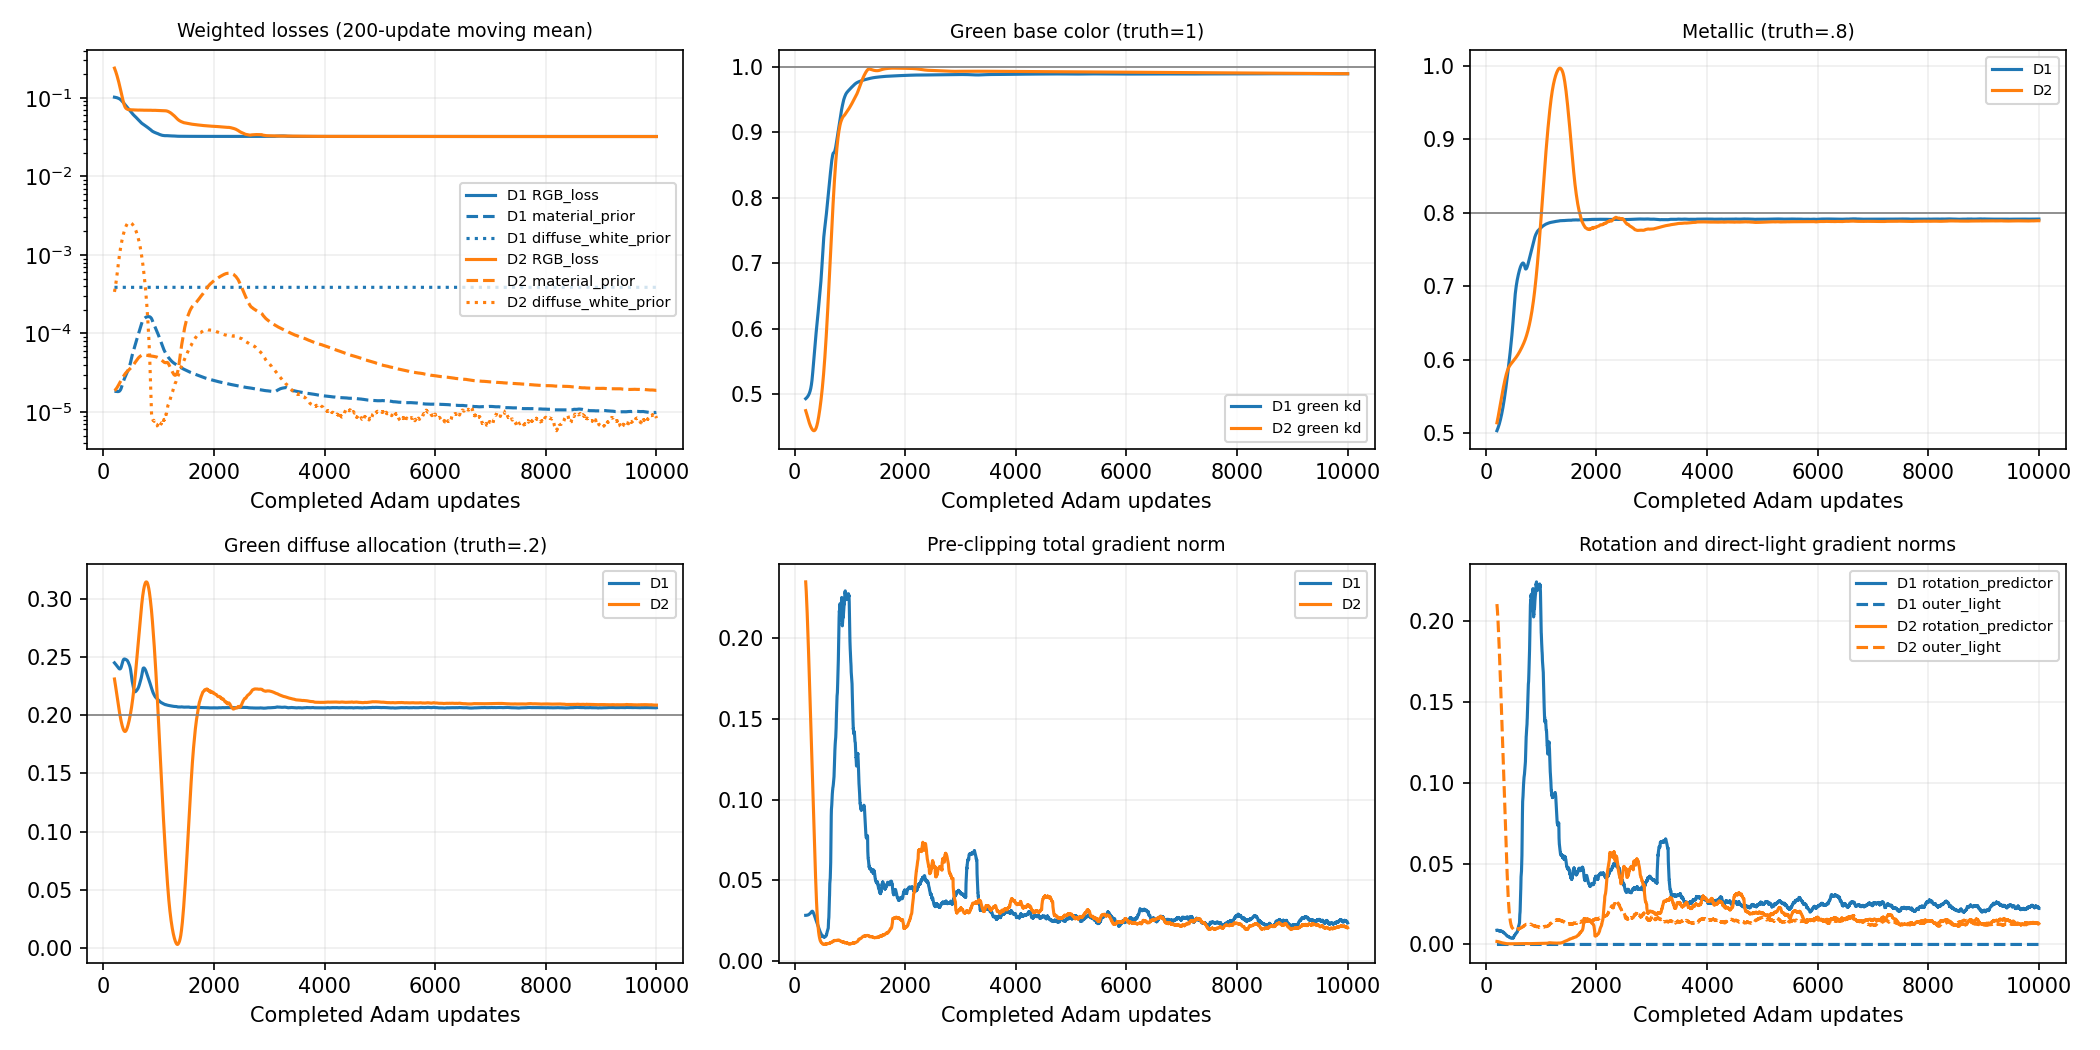 Weighted losses (200-update moving mean)
10⁻¹
10⁻²
10⁻³
10⁻⁴
10⁻⁵
D1 RGB_loss
D1 material_prior
D1 diffuse_white_prior
D2 RGB_loss
D2 material_prior
D2 diffuse_white_prior
0 2000 4000 6000 8000 10000
Completed Adam updates
Green base color (truth=1)
1.0
0.9
0.8
0.7
0.6
0.5
D1 green kd
D2 green kd
0 2000 4000 6000 8000 10000
Completed Adam updates
Metallic (truth=.8)
1.0
0.9
0.8
0.7
0.6
0.5
D1
D2
0 2000 4000 6000 8000 10000
Completed Adam updates
Green diffuse allocation (truth=.2)
0.30
0.25
0.20
0.15
0.10
0.05
0.00
D1
D2
0 2000 4000 6000 8000 10000
Completed Adam updates
Pre-clipping total gradient norm
0.20
0.15
0.10
0.05
0.00
D1
D2
0 2000 4000 6000 8000 10000
Completed Adam updates
Rotation and direct-light gradient norms
0.20
0.15
0.10
0.05
0.00
D1 rotation_predictor
D1 outer_light
D2 rotation_predictor
D2 outer_light
0 2000 4000 6000 8000 10000
Completed Adam updates